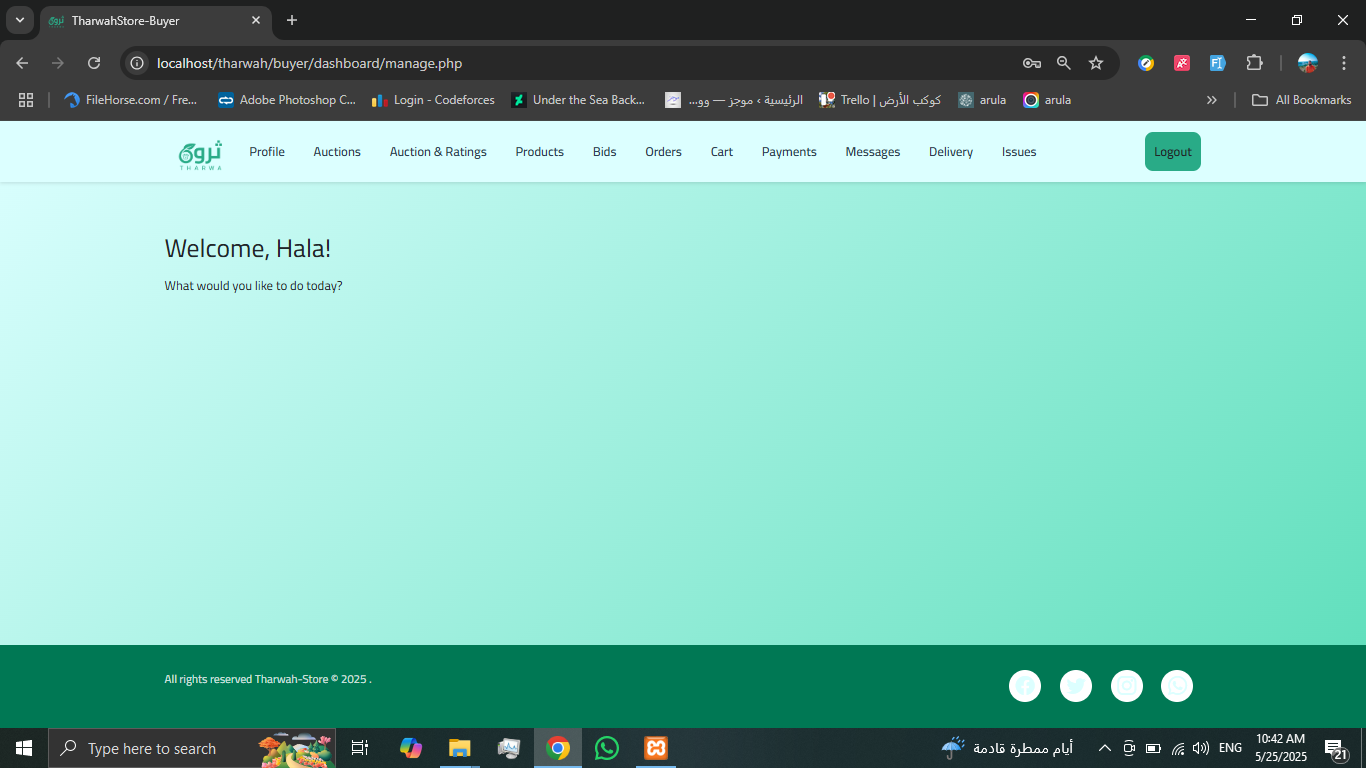 TharwahStore-Buyer
localhost/tharwah/buyer/dashboard/manage.php
FileHorse.com / Fre...
Adobe Photoshop C...
Login - Codeforces
Under the Sea Back...
الرئيسية › موجز — وو...
Trello | كوكب الأرض
arula
arula
All Bookmarks
ثروة
THARWA
Profile
Auctions
Auction & Ratings
Products
Bids
Orders
Cart
Payments
Messages
Delivery
Issues
Logout
Welcome, Hala!
What would you like to do today?
All rights reserved Tharwah-Store © 2025 .
Type here to search
أيام ممطرة قادمة
ENG
10:42 AM
5/25/2025
21